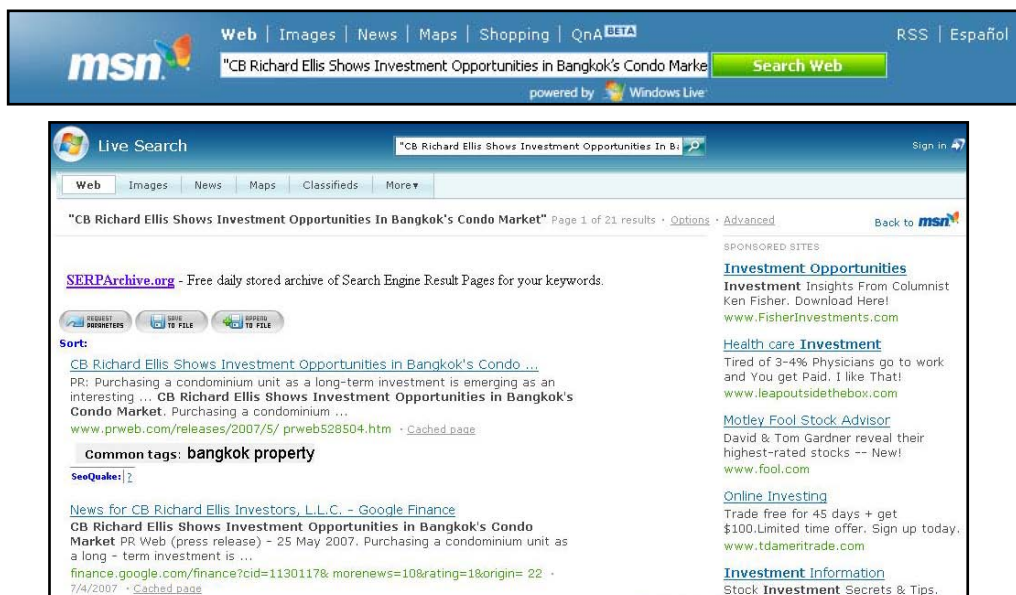 Web | Images | News | Maps | Shopping | QnA BETA
RSS | Español
msn
"CB Richard Ellis Shows Investment Opportunities in Bangkok's Condo Marke
Search Web
powered by Windows Live
Live Search
"CB Richard Ellis Shows Investment Opportunities In Ba
Sign in
Web Images News Maps Classifieds More
"CB Richard Ellis Shows Investment Opportunities In Bangkok's Condo Market" Page 1 of 21 results · Options · Advanced
Back to msn
SERPArchive.org - Free daily stored archive of Search Engine Result Pages for your keywords.
REQUEST PARAMETERS
SAVE TO FILE
APPEND TO FILE
Sort:
CB Richard Ellis Shows Investment Opportunities in Bangkok's Condo ...
PR: Purchasing a condominium unit as a long-term investment is emerging as an
interesting ... CB Richard Ellis Shows Investment Opportunities in Bangkok's
Condo Market. Purchasing a condominium ...
www.prweb.com/releases/2007/5/ prweb528504.htm · Cached page
Common tags: bangkok property
SeoQuake: ?
News for CB Richard Ellis Investors, L.L.C. - Google Finance
CB Richard Ellis Shows Investment Opportunities in Bangkok's Condo
Market PR Web (press release) - 25 May 2007. Purchasing a condominium unit as
a long - term investment is ...
finance.google.com/finance?cid=1130117& morenews=10&rating=1&origin= 22 ·
7/4/2007 · Cached page
SPONSORED SITES
Investment Opportunities
Investment Insights From Columnist
Ken Fisher. Download Here!
www.FisherInvestments.com
Health care Investment
Tired of 3-4% Physicians go to work
and You get Paid. I like That!
www.leapoutsidethebox.com
Motley Fool Stock Advisor
David & Tom Gardner reveal their
highest-rated stocks -- New!
www.fool.com
Online Investing
Trade free for 45 days + get
$100.Limited time offer. Sign up today.
www.tdameritrade.com
Investment Information
Stock Investment Secrets & Tips.